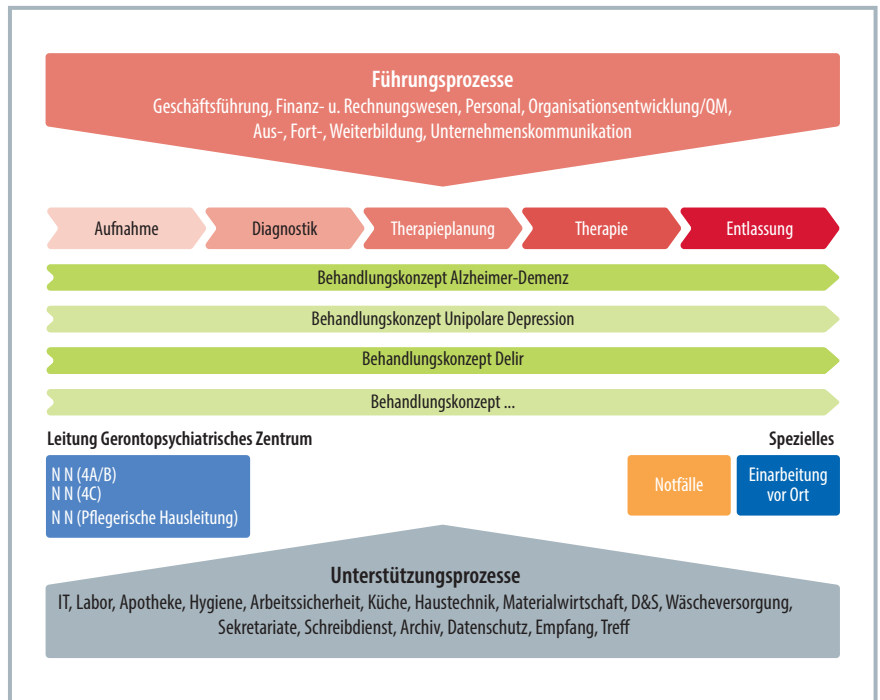 Führungsprozesse
Geschäftsführung, Finanz- u. Rechnungswesen, Personal, Organisationsentwicklung/QM,
Aus-, Fort-, Weiterbildung, Unternehmenskommunikation
Aufnahme
Diagnostik
Therapieplanung
Therapie
Entlassung
Behandlungskonzept Alzheimer-Demenz
Behandlungskonzept Unipolare Depression
Behandlungskonzept Delir
Behandlungskonzept ...
Leitung Gerontopsychiatrisches Zentrum
N N (4A/B)
N N (4C)
N N (Pflegerische Hausleitung)
Spezielles
Notfälle
Einarbeitung
vor Ort
Unterstützungsprozesse
IT, Labor, Apotheke, Hygiene, Arbeitssicherheit, Küche, Haustechnik, Materialwirtschaft, D&S, Wäscheversorgung,
Sekretariate, Schreibdienst, Archiv, Datenschutz, Empfang, Treff